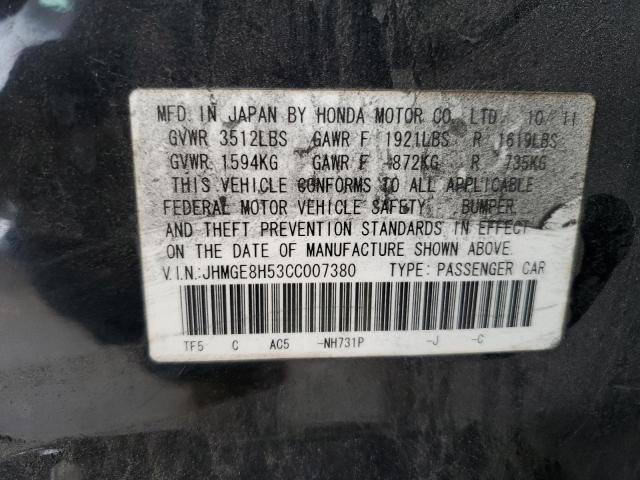 MFD. IN JAPAN BY HONDA MOTOR CO., LTD. 10/11
GVWR 3512LBS GAWR F 1921LBS R 1619LBS
GVWR 1594KG GAWR F 872KG R 735KG
THIS VEHICLE CONFORMS TO ALL APPLICABLE
FEDERAL MOTOR VEHICLE SAFETY, BUMPER,
AND THEFT PREVENTION STANDARDS IN EFFECT
ON THE DATE OF MANUFACTURE SHOWN ABOVE.
V.I.N.:JHMGE8H53CC007380 TYPE: PASSENGER CAR
TF5 C AC5 -NH731P -J -C